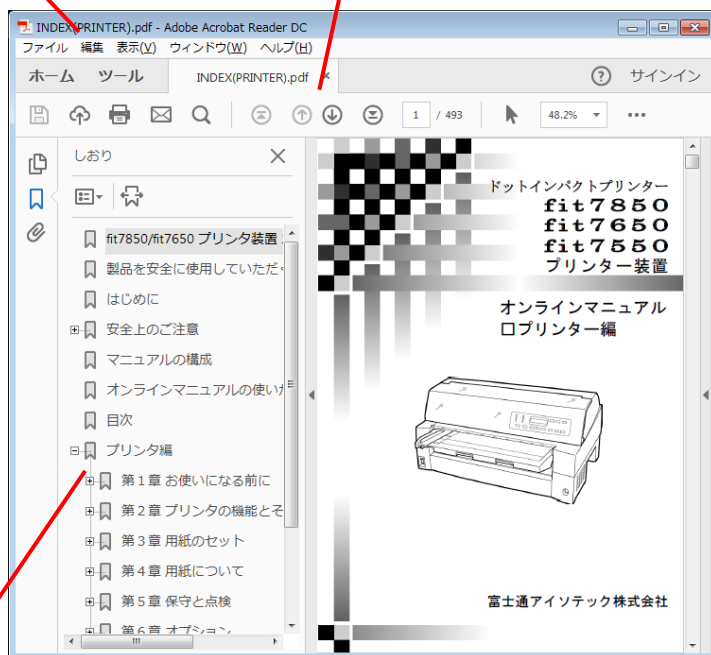 INDEX(PRINTER).pdf - Adobe Acrobat Reader DC
ファイル 編集 表示(V) ウィンドウ(W) ヘルプ(H)
ホーム ツール INDEX(PRINTER).pdf × ? サインイン
1 / 493 48.2%
しおり
fit7850/fit7650 プリンタ装置
製品を安全に使用していただ
はじめに
安全上のご注意
マニュアルの構成
オンラインマニュアルの使い
目次
プリンタ編
第1章 お使いになる前に
第2章 プリンタの機能とそ
第3章 用紙のセット
第4章 用紙について
第5章 保守と点検
第6章 オプション
ドットインパクトプリンター
fit7850
fit7650
fit7550
プリンター装置
オンラインマニュアル
口プリンター編
富士通アイソテック株式会社